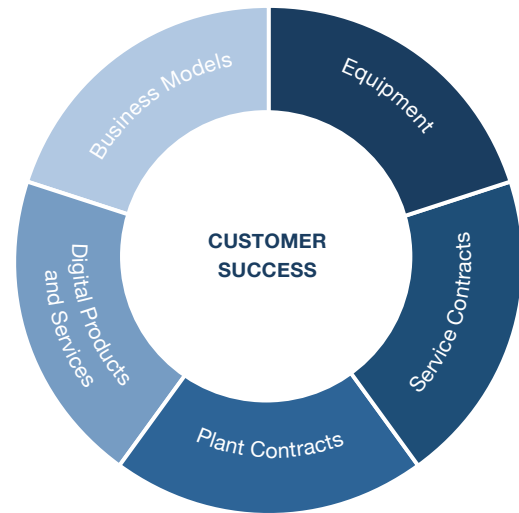 Business Models
Equipment
CUSTOMER
SUCCESS
Digital Products
and Services
Service Contracts
Plant Contracts